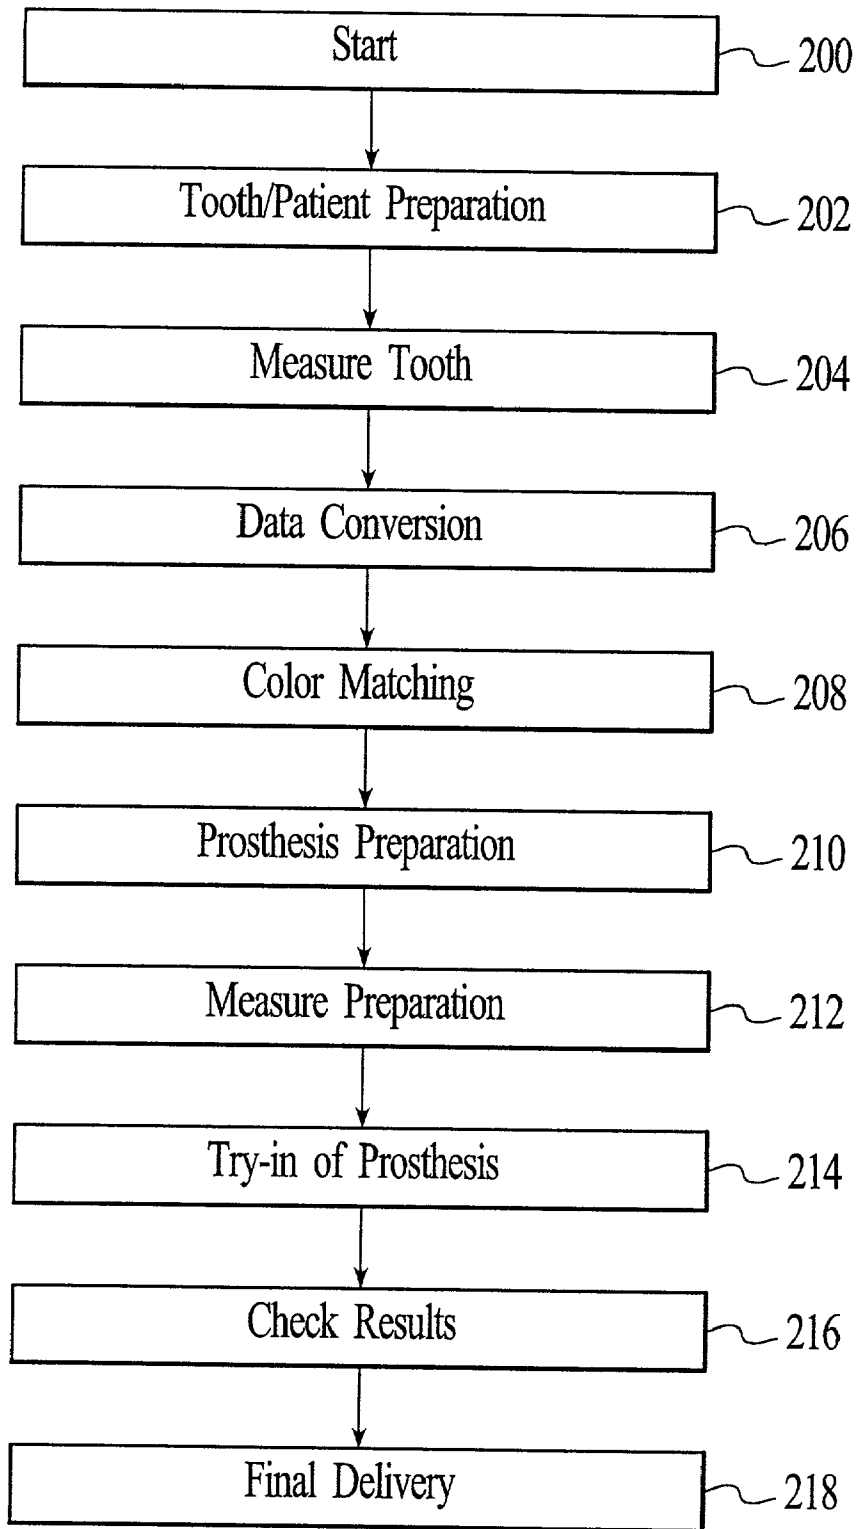 Start 200
Tooth/Patient Preparation 202
Measure Tooth 204
Data Conversion 206
Color Matching 208
Prosthesis Preparation 210
Measure Preparation 212
Try-in of Prosthesis 214
Check Results 216
Final Delivery 218